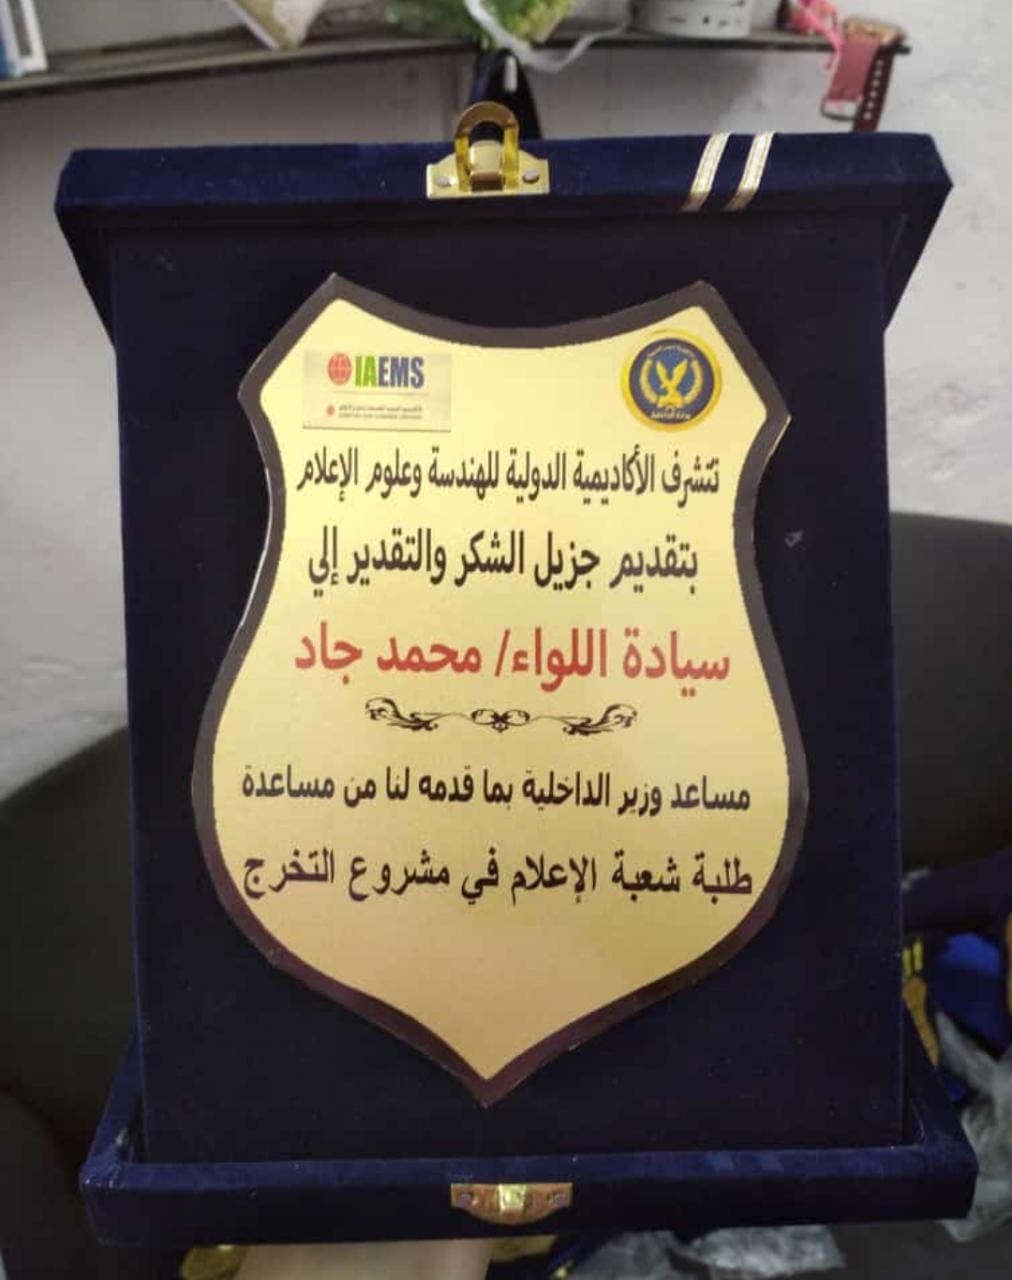 IAEMS
تتشرف الأكاديمية الدولية للهندسة وعلوم الإعلام
بتقديم جزيل الشكر والتقدير إلي
سيادة اللواء/ محمد جاد
مساعد وزير الداخلية بما قدمه لنا من مساعدة
طلبة شعبة الإعلام في مشروع التخرج